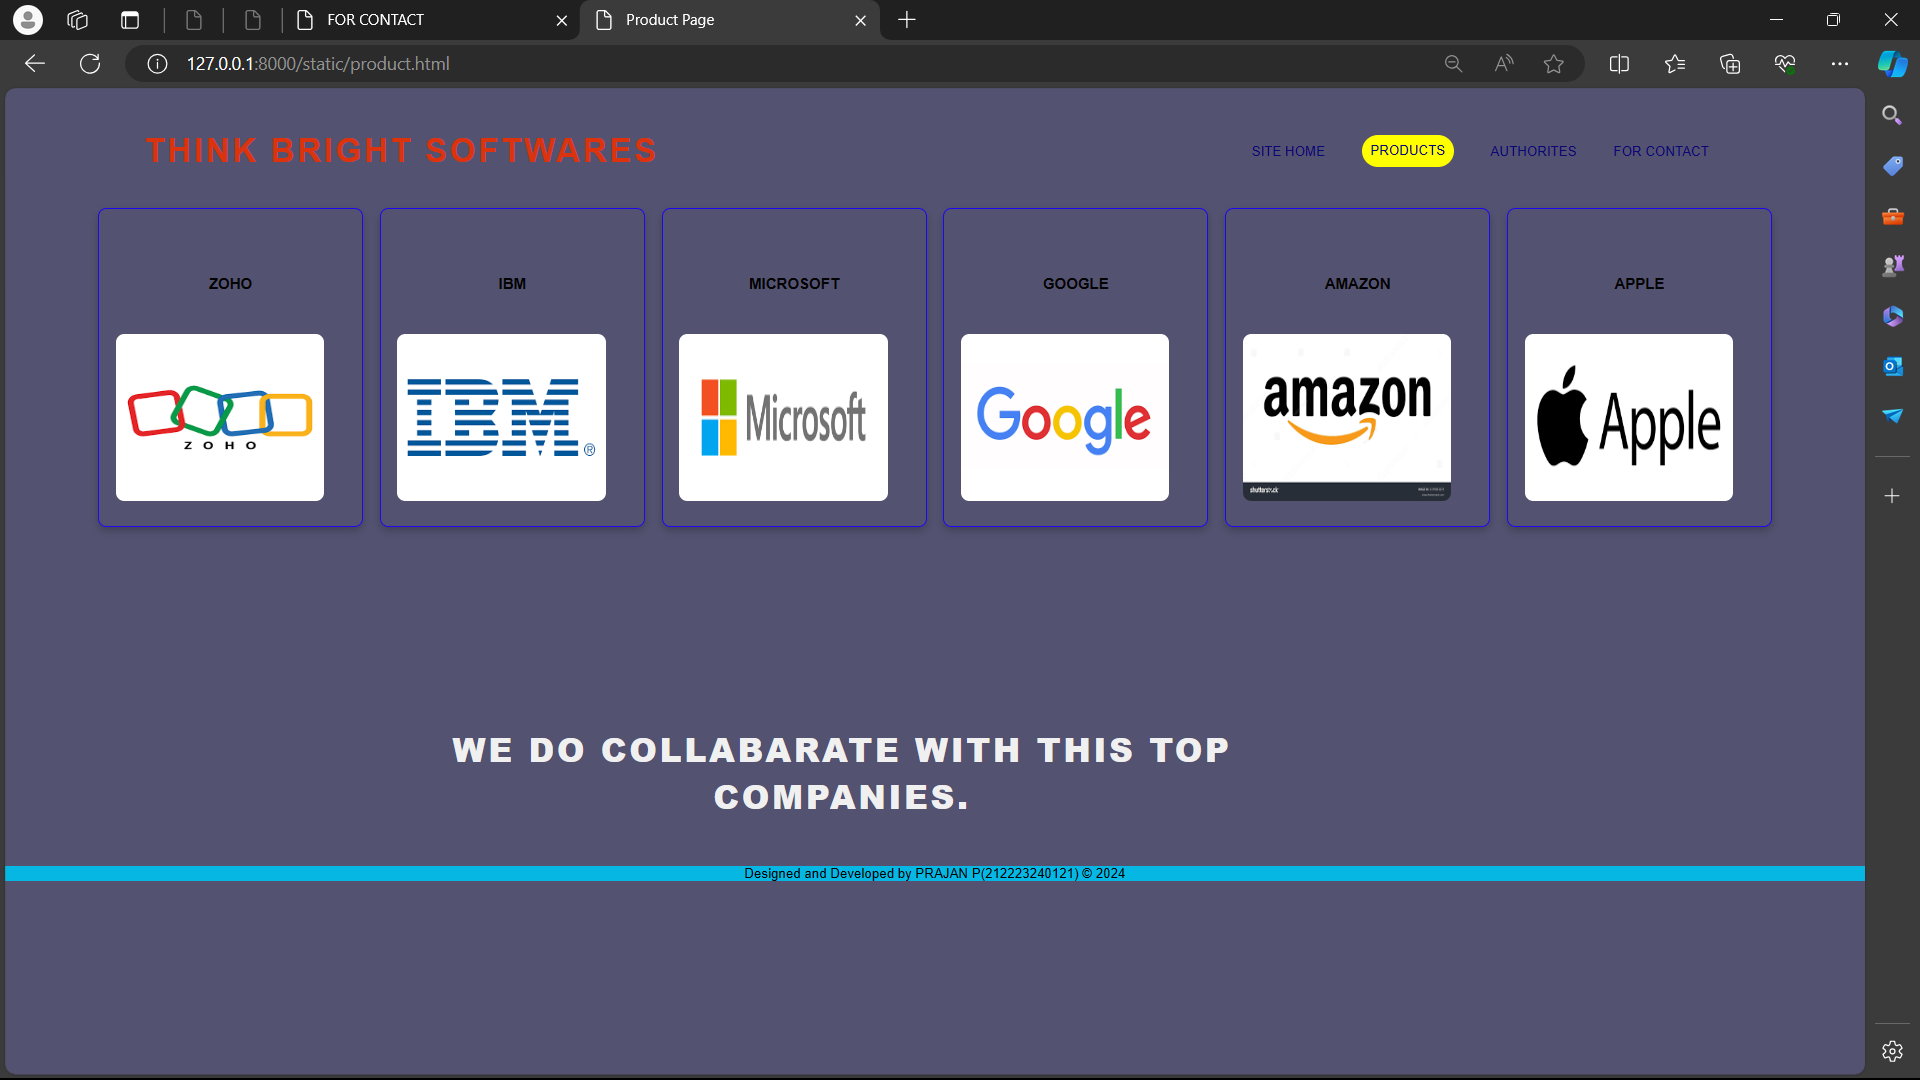 FOR CONTACT
Product Page
127.0.0.1:8000/static/product.html
THINK BRIGHT SOFTWARES
SITE HOME
PRODUCTS
AUTHORITES
FOR CONTACT
ZOHO
IBM
MICROSOFT
GOOGLE
AMAZON
APPLE
ZOHO
IBM®
Microsoft
Google
amazon
Apple
shutterstock
WE DO COLLABARATE WITH THIS TOP
COMPANIES.
Designed and Developed by PRAJAN P(212223240121) © 2024